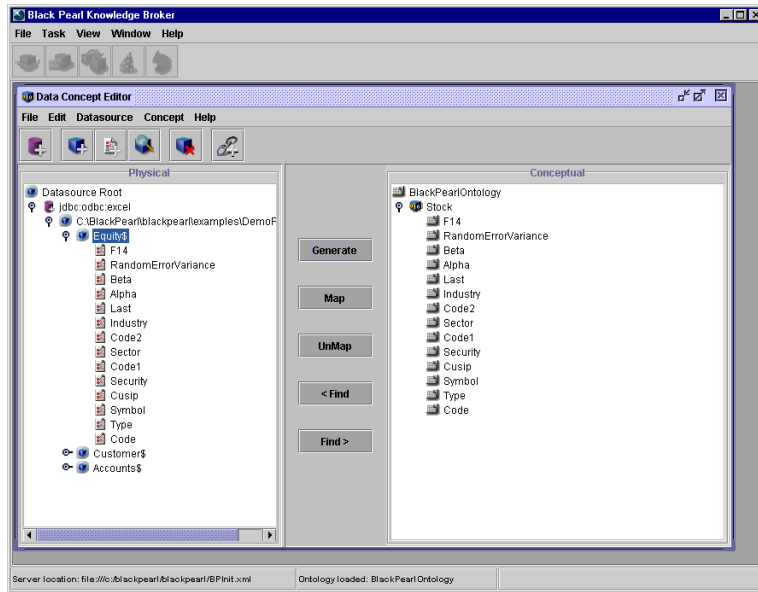 Black Pearl Knowledge Broker
File Task View Window Help
Data Concept Editor
File Edit Datasource Concept Help
Physical
Datasource Root
jdbc:odbc:excel
C:\BlackPearl\blackpearl\examples\DemoF
Equity$
F14
RandomErrorVariance
Beta
Alpha
Last
Industry
Code2
Sector
Code1
Security
Cusip
Symbol
Type
Code
Customer$
Accounts$
Generate
Map
UnMap
< Find
Find >
Conceptual
BlackPearlOntology
Stock
F14
RandomErrorVariance
Beta
Alpha
Last
Industry
Code2
Sector
Code1
Security
Cusip
Symbol
Type
Code
Server location: file:///c:/blackpearl/blackpearl/BPInit.xml
Ontology loaded: BlackPearlOntology